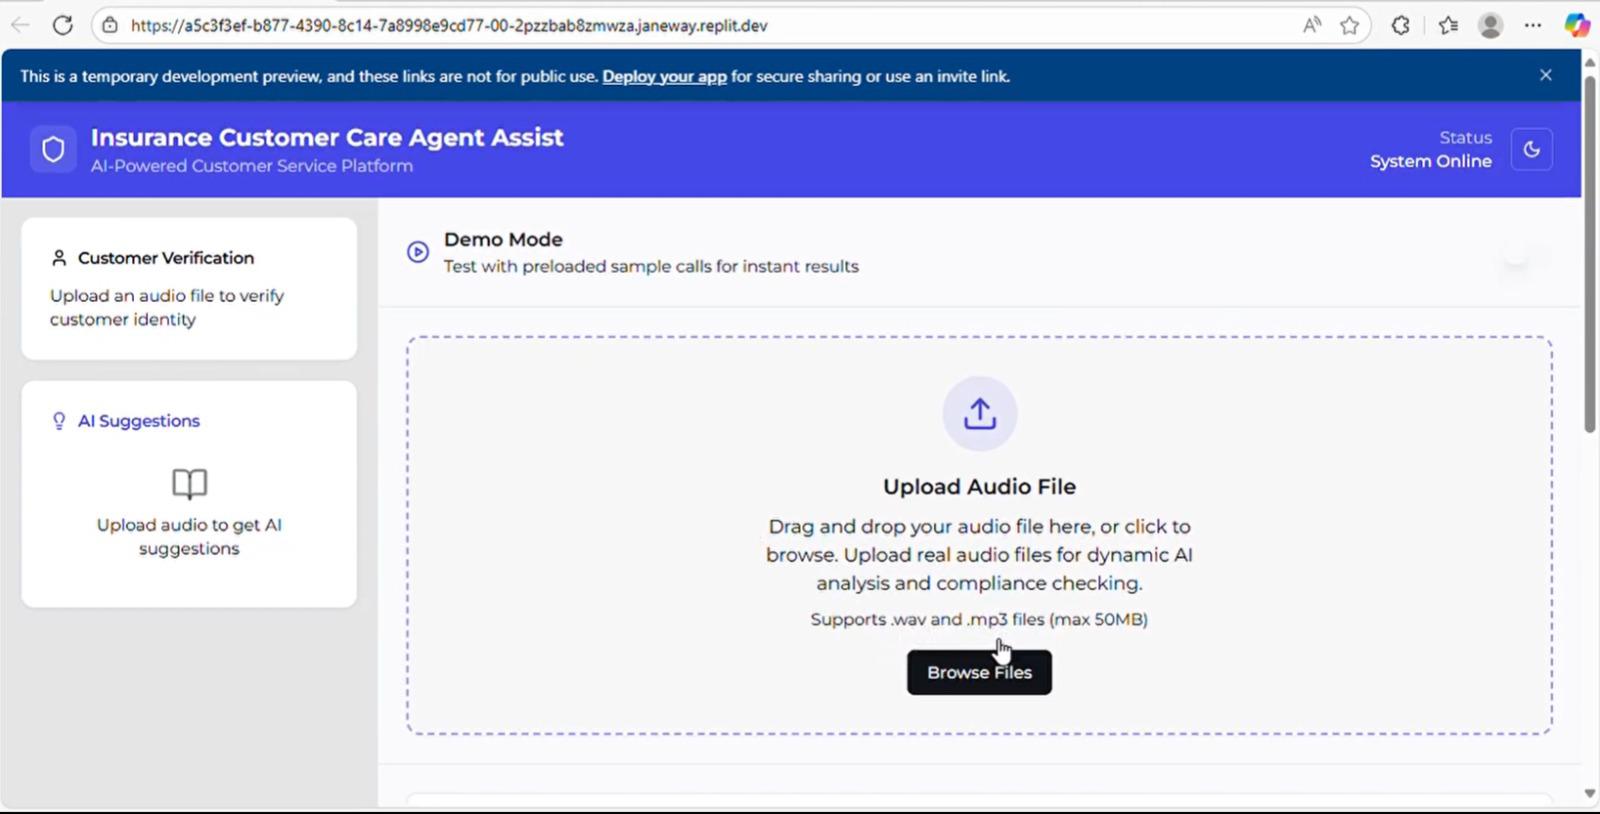 https://a5c3f3ef-b877-4390-8c14-7a8998e9cd77-00-2pzzbab8zmwza.janeway.replit.dev
This is a temporary development preview, and these links are not for public use. Deploy your app for secure sharing or use an invite link.
Insurance Customer Care Agent Assist
AI-Powered Customer Service Platform
Status
System Online
Customer Verification
Upload an audio file to verify
customer identity
AI Suggestions
Upload audio to get AI
suggestions
Demo Mode
Test with preloaded sample calls for instant results
Upload Audio File
Drag and drop your audio file here, or click to
browse. Upload real audio files for dynamic AI
analysis and compliance checking.
Supports .wav and .mp3 files (max 50MB)
Browse Files